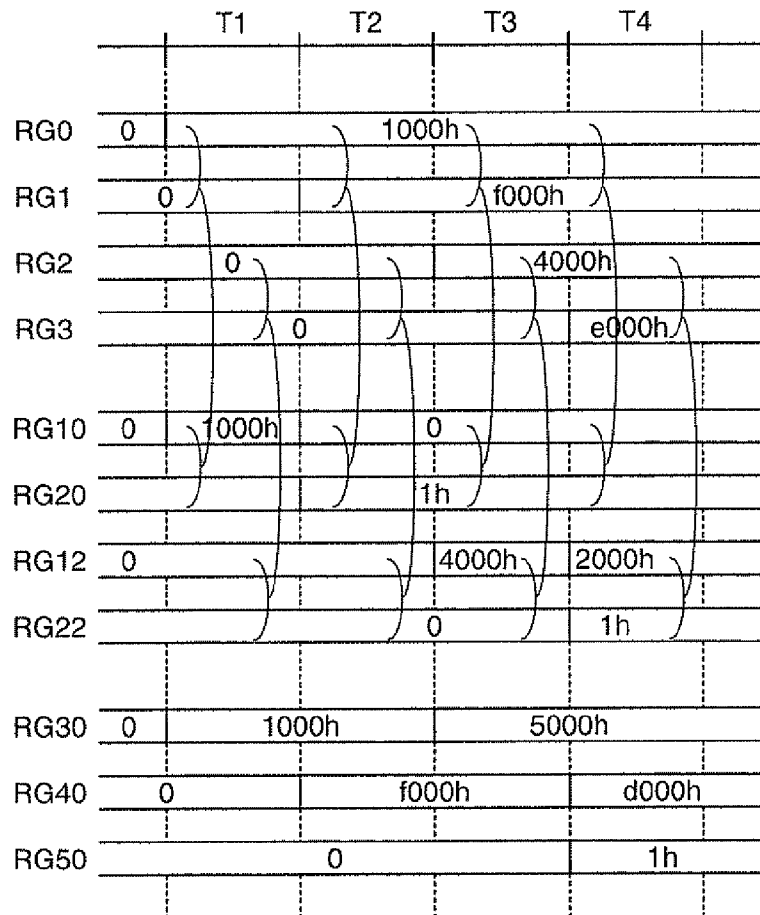 T1 T2 T3 T4
RG0 0 1000h
RG1 0 f000h
RG2 0 4000h
RG3 0 e000h
RG10 0 1000h 0
RG20 1h
RG12 0 4000h 2000h
RG22 0 1h
RG30 0 1000h 5000h
RG40 0 f000h d000h
RG50 0 1h